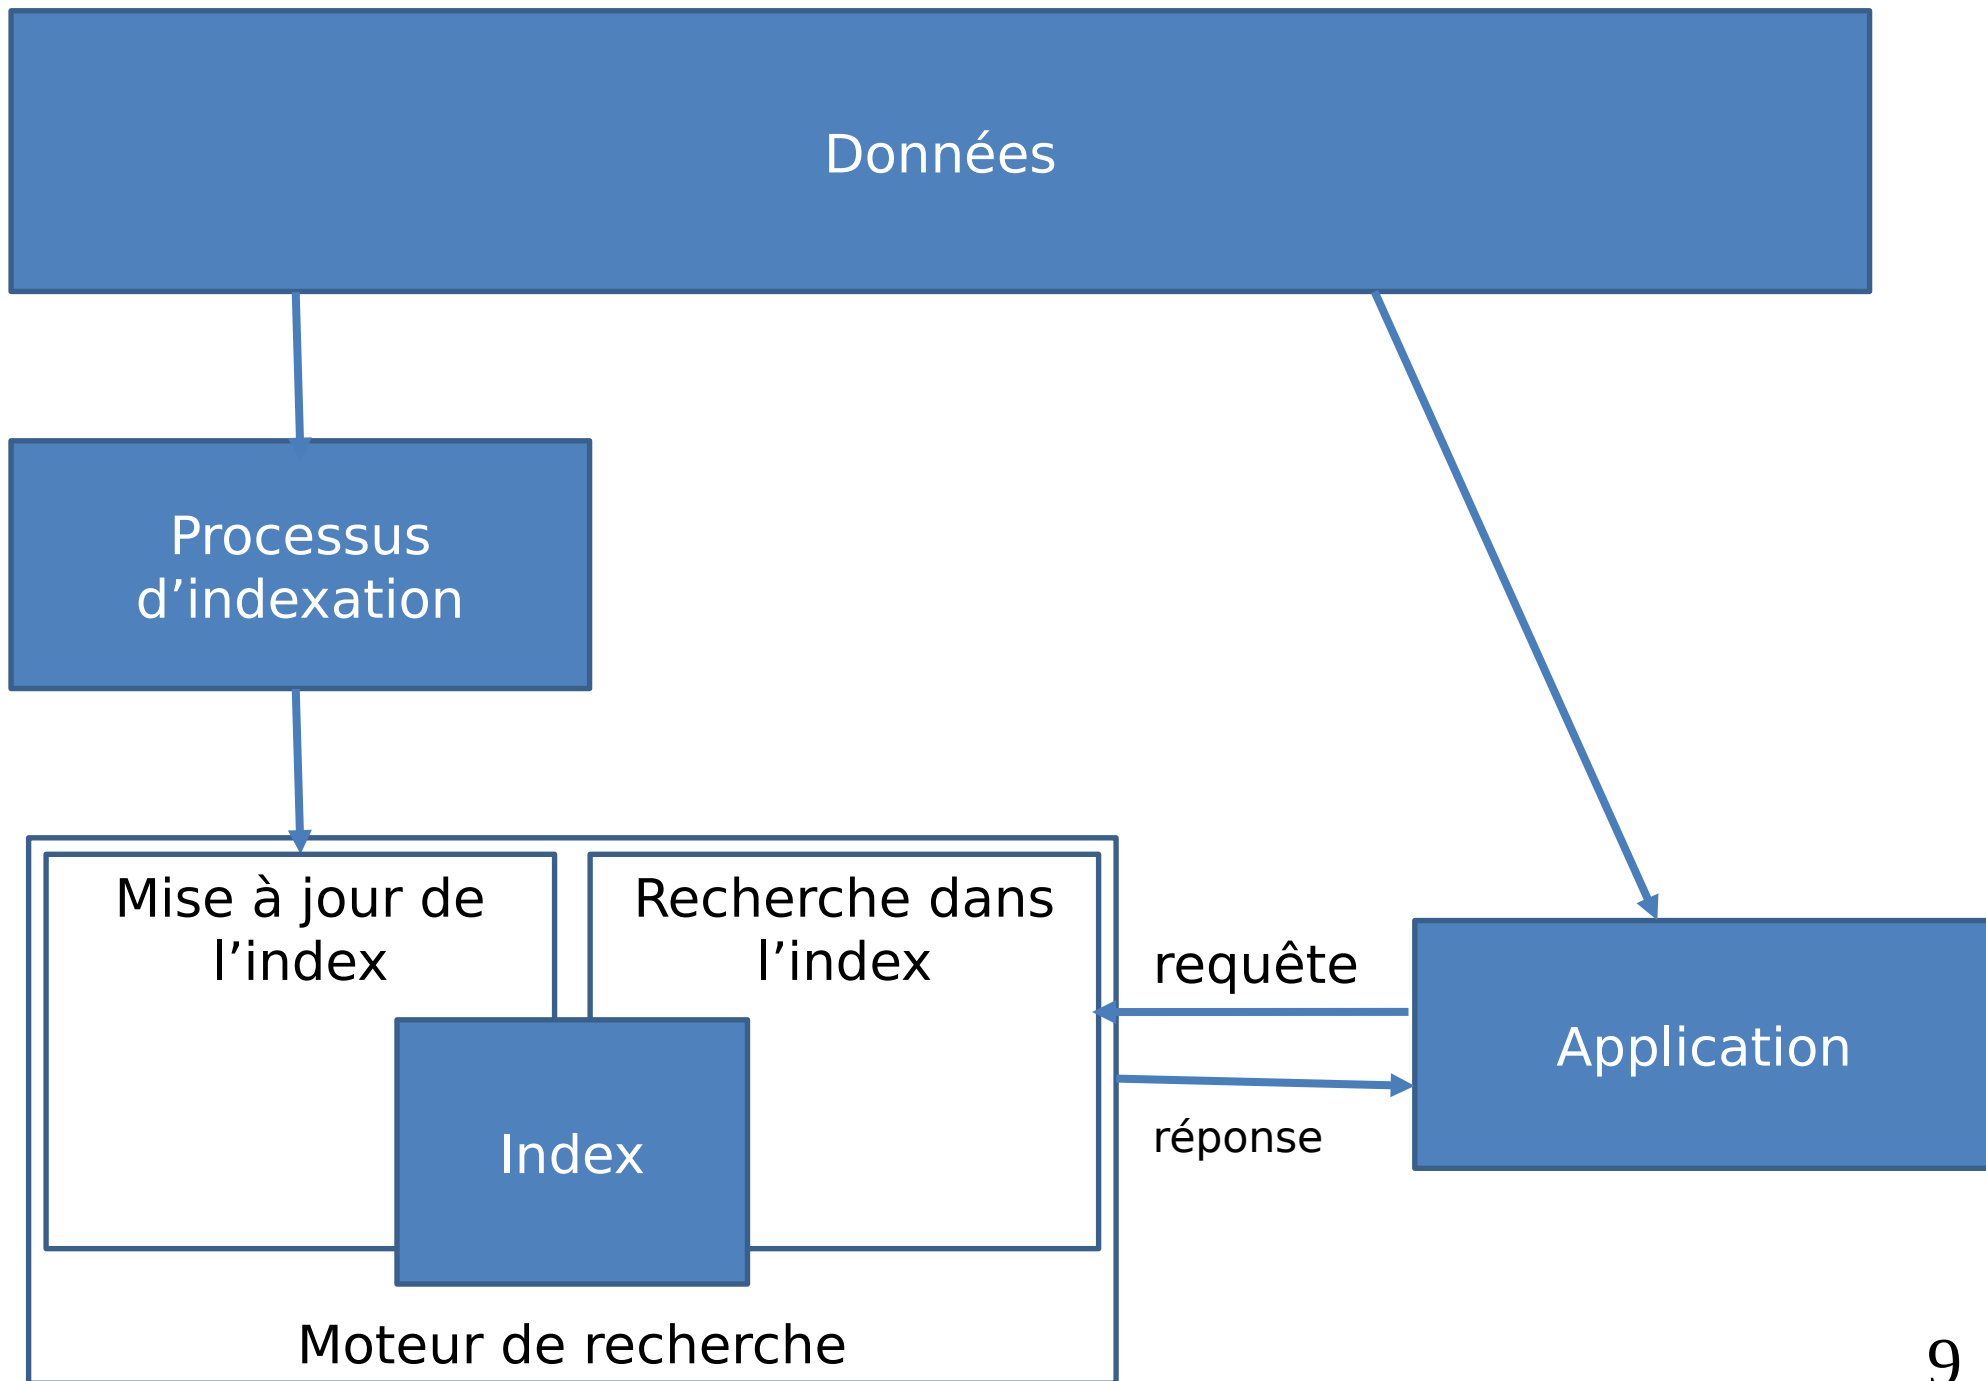 Données
Processus
d’indexation
Mise à jour de
l’index
Recherche dans
l’index
requête
Application
réponse
Index
Moteur de recherche
9